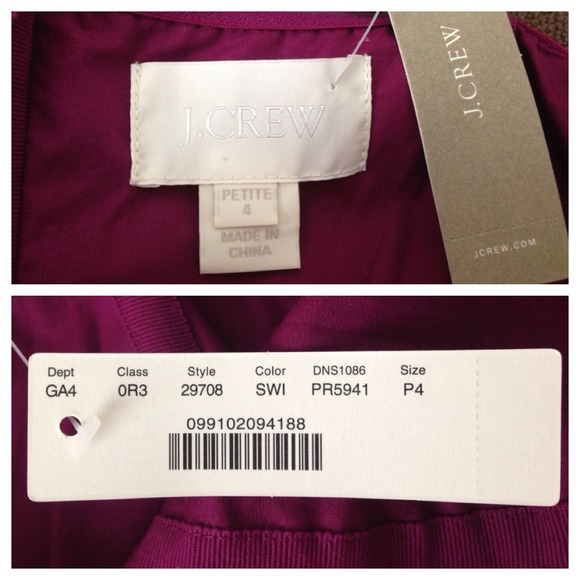 J.CREW
PETITE
4
MADE IN
CHINA
J.CREW
JCREW.COM
Dept Class Style Color DNS1086 Size
GA4 0R3 29708 SWI PR5941 P4
099102094188